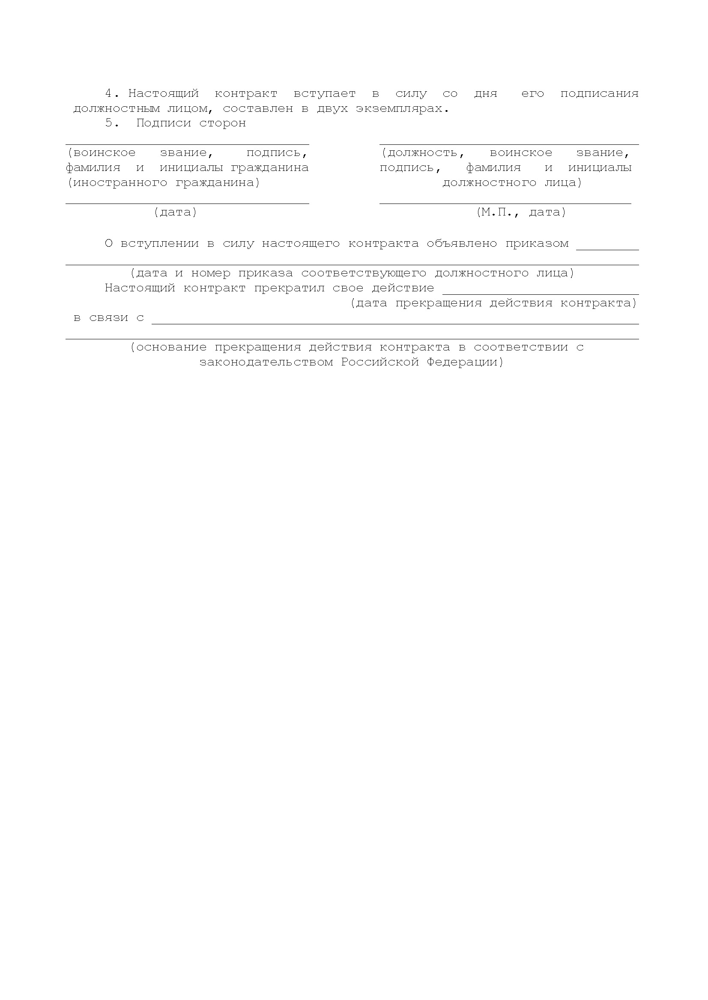 4. Настоящий контракт вступает в силу со дня его подписания
должностным лицом, составлен в двух экземплярах.
5. Подписи сторон
(воинское звание, подпись,
фамилия и инициалы гражданина
(иностранного гражданина)
(должность, воинское звание,
подпись, фамилия и инициалы
должностного лица)
(дата)
(М.П., дата)
О вступлении в силу настоящего контракта объявлено приказом
(дата и номер приказа соответствующего должностного лица)
Настоящий контракт прекратил свое действие
(дата прекращения действия контракта)
в связи с
(основание прекращения действия контракта в соответствии с
законодательством Российской Федерации)